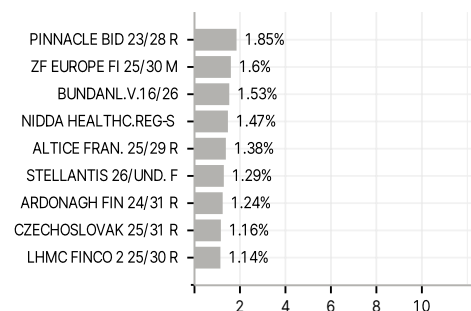 PINNACLE BID 23/28 R 1.85%
ZF EUROPE FI 25/30 M 1.6%
BUNDANL.V.16/26 1.53%
NIDDA HEALTHC.REG-S 1.47%
ALTICE FRAN. 25/29 R 1.38%
STELLANTIS 26/UND. F 1.29%
ARDONAGH FIN 24/31 R 1.24%
CZECHOSLOVAK 25/31 R 1.16%
LHMC FINCO 2 25/30 R 1.14%
2 4 6 8 10